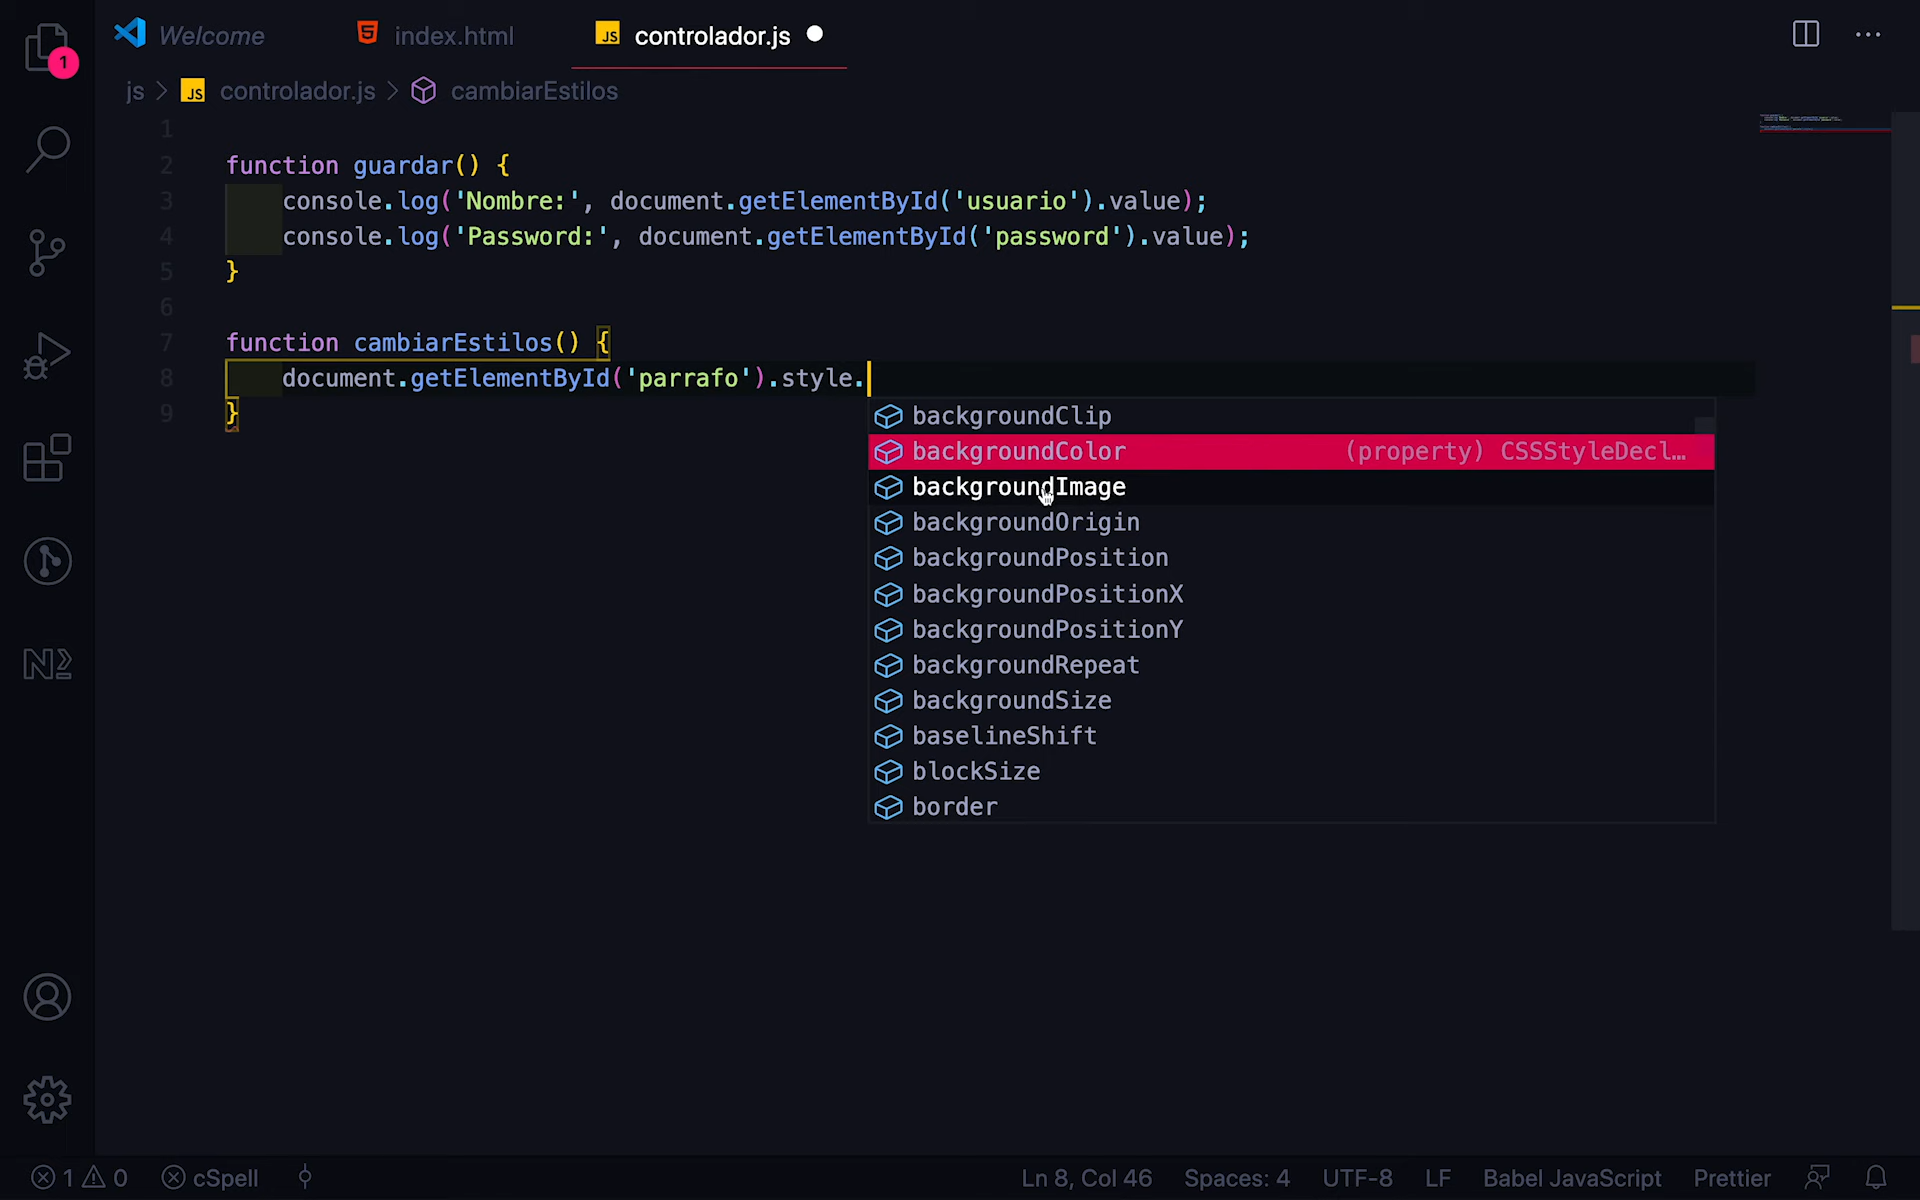 Welcome index.html JS controlador.js
1
js > JS controlador.js > cambiarEstilos
1
2 function guardar() {
3 console.log('Nombre:', document.getElementById('usuario').value);
4 console.log('Password:', document.getElementById('password').value);
5 }
6
7 function cambiarEstilos() {
8 document.getElementById('parrafo').style.
9 }
backgroundClip
backgroundColor (property) CSSStyleDecl…
backgroundImage
backgroundOrigin
backgroundPosition
backgroundPositionX
backgroundPositionY
backgroundRepeat
backgroundSize
baselineShift
blockSize
border
1 0 cSpell Ln 8, Col 46 Spaces: 4 UTF-8 LF Babel JavaScript Prettier